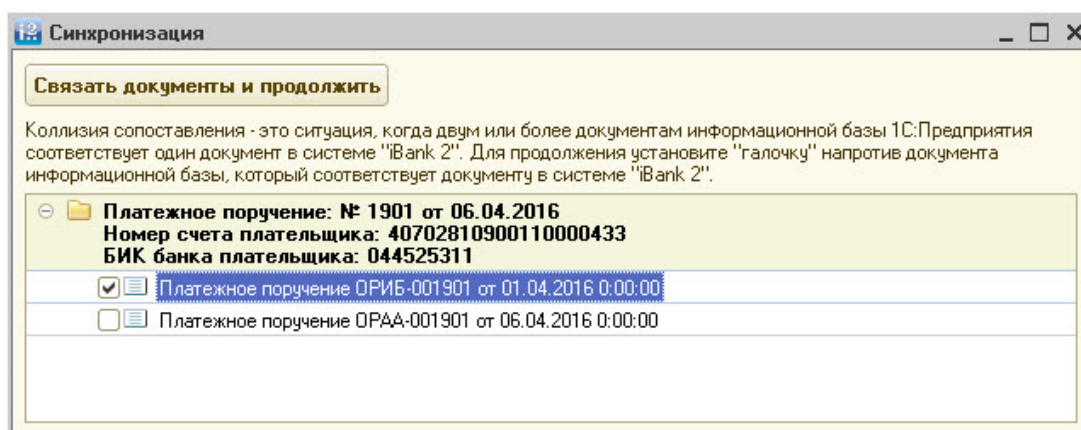 Синхронизация
Связать документы и продолжить
Коллизия сопоставления - это ситуация, когда двум или более документам информационной базы 1С:Предприятия
соответствует один документ в системе "iBank 2". Для продолжения установите "галочку" напротив документа
информационной базы, который соответствует документу в системе "iBank 2".
Платежное поручение: № 1901 от 06.04.2016
Номер счета плательщика: 40702810900110000433
БИК банка плательщика: 044525311
Платежное поручение ОРИБ-001901 от 01.04.2016 0:00:00
Платежное поручение ОРАА-001901 от 06.04.2016 0:00:00